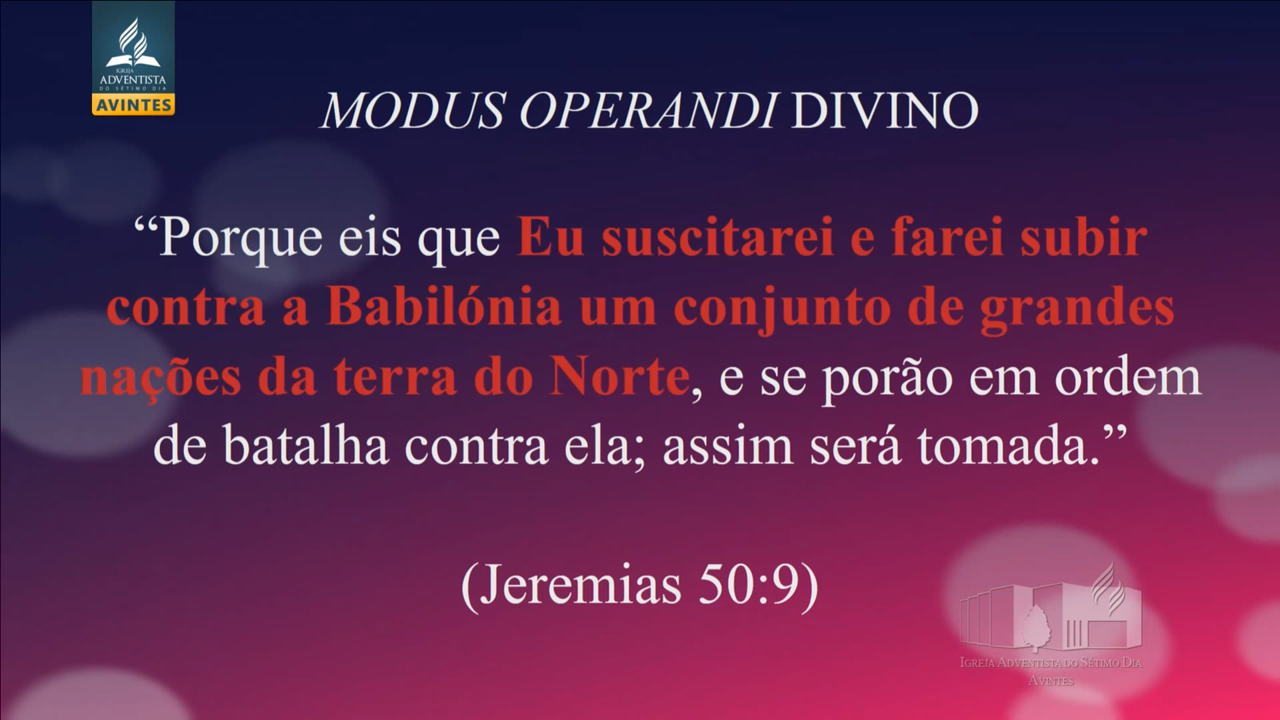 IGREJA
ADVENTISTA
DO SÉTIMO DIA
AVINTES
MODUS OPERANDI DIVINO
“Porque eis que Eu suscitarei e farei subir
contra a Babilónia um conjunto de grandes
nações da terra do Norte, e se porão em ordem
de batalha contra ela; assim será tomada.”
(Jeremias 50:9)
IGREJA ADVENTISTA DO SÉTIMO DIA
AVINTES